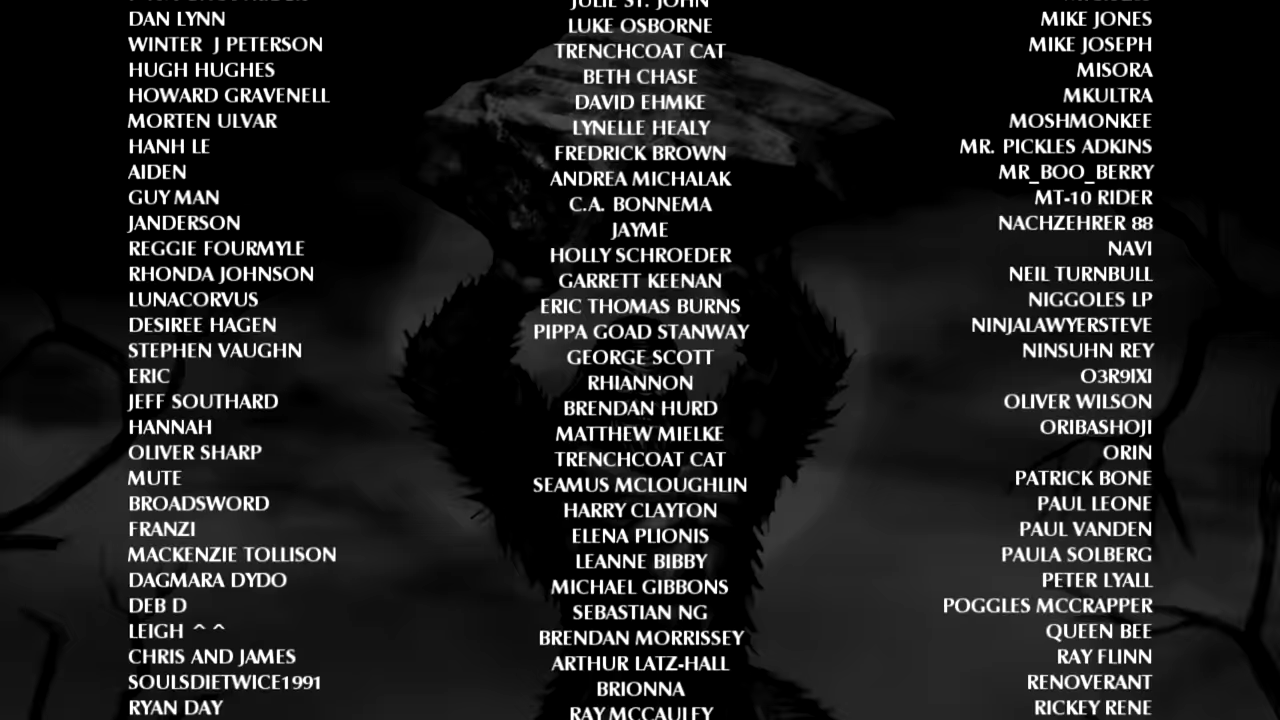 DAN LYNN
WINTER J PETERSON
HUGH HUGHES
HOWARD GRAVENELL
MORTEN ULVAR
HANH LE
AIDEN
GUY MAN
JANDERSON
REGGIE FOURMYLE
RHONDA JOHNSON
LUNACORVUS
DESIREE HAGEN
STEPHEN VAUGHN
ERIC
JEFF SOUTHARD
HANNAH
OLIVER SHARP
MUTE
BROADSWORD
FRANZI
MACKENZIE TOLLISON
DAGMARA DYDO
DEB D
LEIGH ^ ^
CHRIS AND JAMES
SOULSDIETWICE1991
RYAN DAY
JULIE ST. JOHN
LUKE OSBORNE
TRENCHCOAT CAT
BETH CHASE
DAVID EHMKE
LYNELLE HEALY
FREDRICK BROWN
ANDREA MICHALAK
C.A. BONNEMA
JAYME
HOLLY SCHROEDER
GARRETT KEENAN
ERIC THOMAS BURNS
PIPPA GOAD STANWAY
GEORGE SCOTT
RHIANNON
BRENDAN HURD
MATTHEW MIELKE
TRENCHCOAT CAT
SEAMUS MCLOUGHLIN
HARRY CLAYTON
ELENA PLIONIS
LEANNE BIBBY
MICHAEL GIBBONS
SEBASTIAN NG
BRENDAN MORRISSEY
ARTHUR LATZ-HALL
BRIONNA
RAY MCCAULEY
MIKE JONES
MIKE JOSEPH
MISORA
MKULTRA
MOSHMONKEE
MR. PICKLES ADKINS
MR_BOO_BERRY
MT-10 RIDER
NACHZEHRER 88
NAVI
NEIL TURNBULL
NIGGOLES LP
NINJALAWYERSTEVE
NINSUHN REY
O3R9IXI
OLIVER WILSON
ORIBASHOJI
ORIN
PATRICK BONE
PAUL LEONE
PAUL VANDEN
PAULA SOLBERG
PETER LYALL
POGGLES MCCRAPPER
QUEEN BEE
RAY FLINN
RENOVERANT
RICKEY RENE